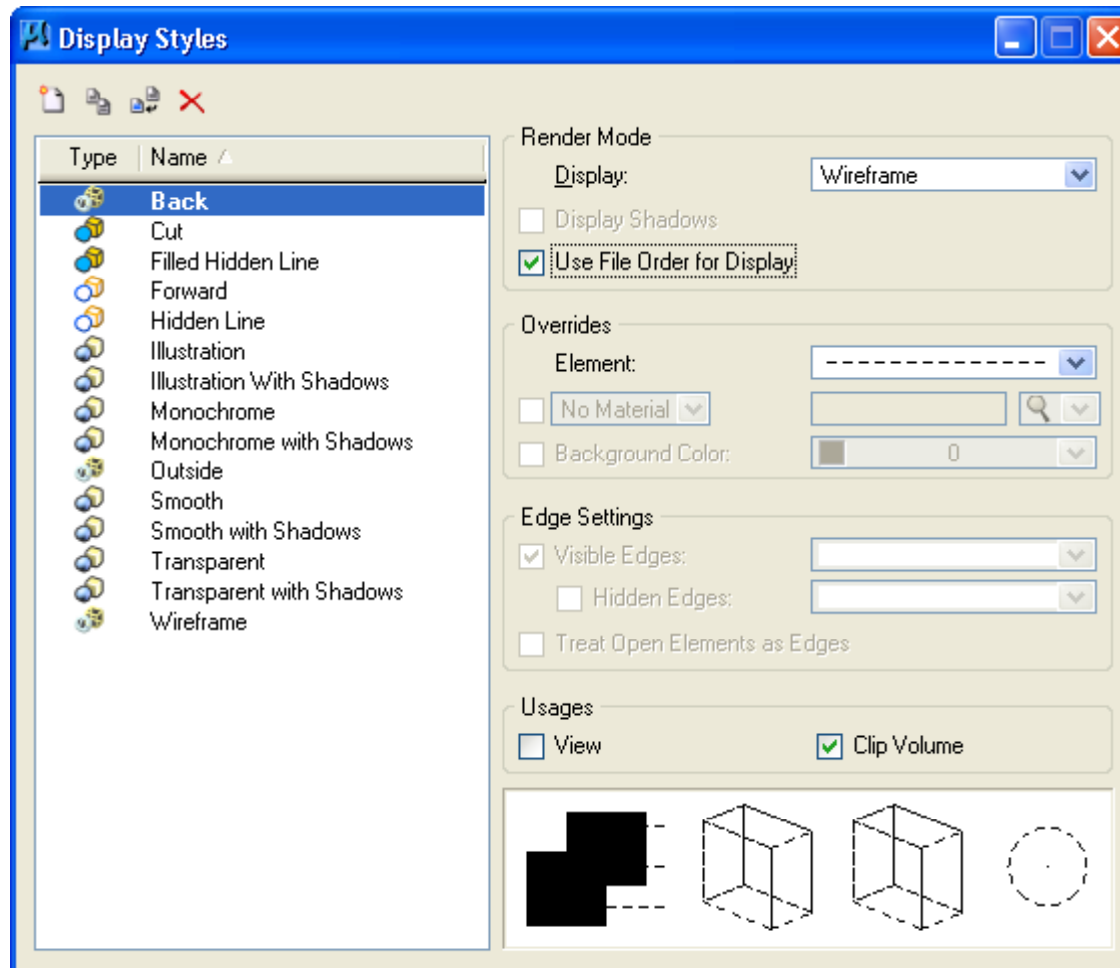 Display Styles
Type Name
Back
Cut
Filled Hidden Line
Forward
Hidden Line
Illustration
Illustration With Shadows
Monochrome
Monochrome with Shadows
Outside
Smooth
Smooth with Shadows
Transparent
Transparent with Shadows
Wireframe
Render Mode
Display: Wireframe
Display Shadows
Use File Order for Display
Overrides
Element:
No Material
Background Color: 0
Edge Settings
Visible Edges:
Hidden Edges:
Treat Open Elements as Edges
Usages
View Clip Volume